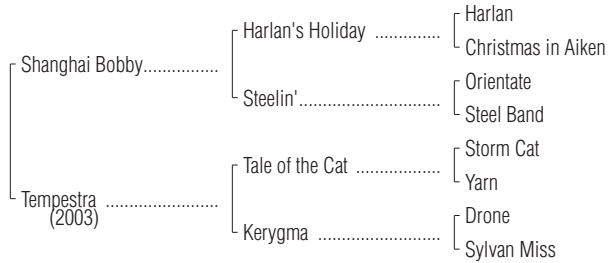 Harlan
Harlan's Holiday ..............
Christmas in Aiken
Shanghai Bobby................
Orientate
Steelin'..............................
Steel Band
Storm Cat
Tale of the Cat ..................
Yarn
Tempestra ........................
(2003)
Drone
Kerygma ..........................
Sylvan Miss